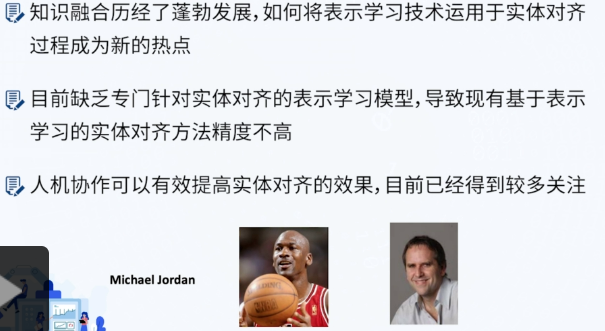 知识融合历经了蓬勃发展，如何将表示学习技术运用于实体对齐
过程成为新的热点
目前缺乏专门针对实体对齐的表示学习模型，导致现有基于表示
学习的实体对齐方法精度不高
人机协作可以有效提高实体对齐的效果，目前已经得到较多关注
Michael Jordan